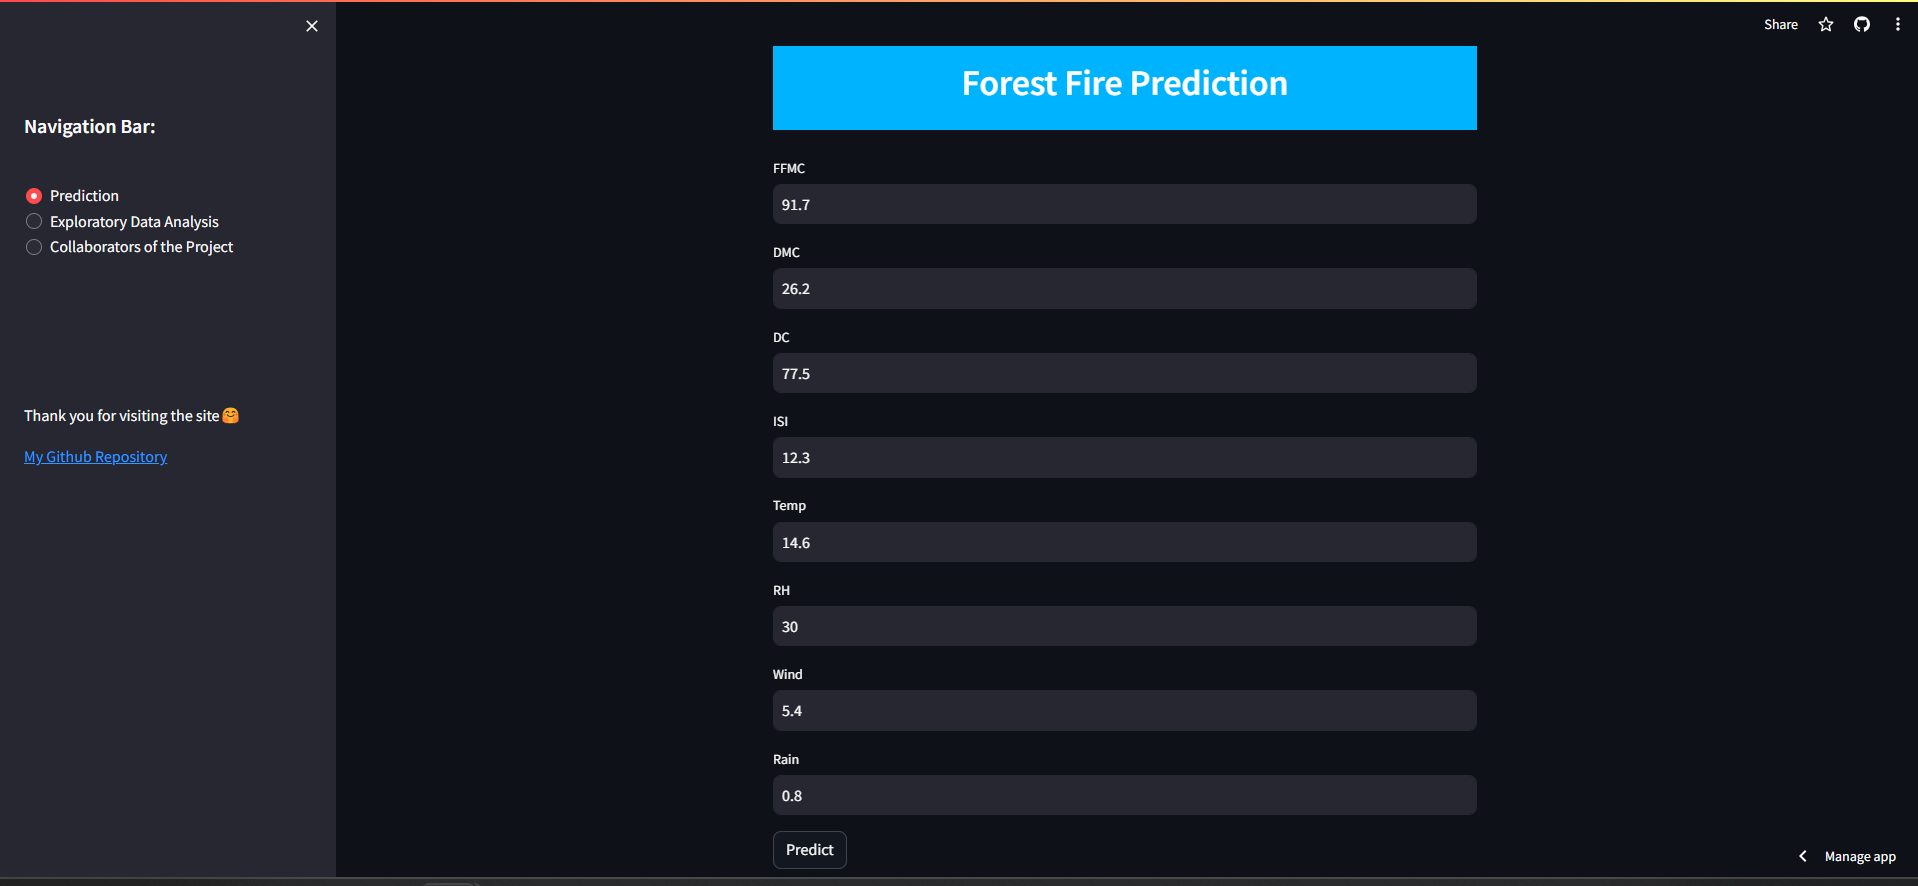 Share
Navigation Bar:
Prediction
Exploratory Data Analysis
Collaborators of the Project
Thank you for visiting the site🤗
My Github Repository
Forest Fire Prediction
FFMC
91.7
DMC
26.2
DC
77.5
ISI
12.3
Temp
14.6
RH
30
Wind
5.4
Rain
0.8
Predict
Manage app